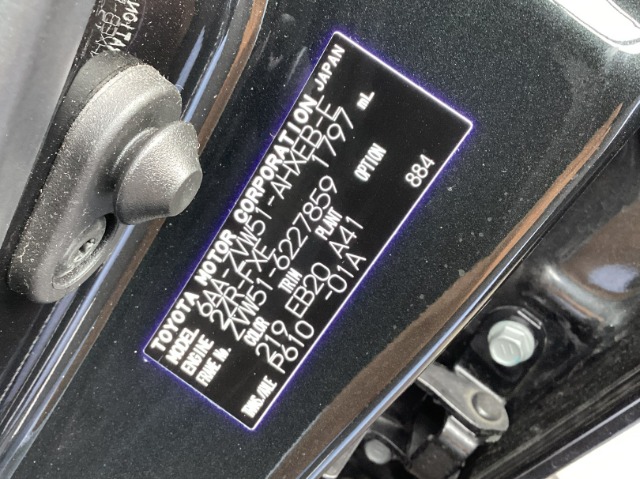 TOYOTA MOTOR CORPORATION JAPAN
MODEL 6AA-ZVW51-AHXEB-E
ENGINE 2ZR-FXE 1797 mL
FRAME No. ZVW51-6227859
COLOR TRIM PLANT OPTION
219 EB20 A41 884
TRNS./AXLE P610 -01A